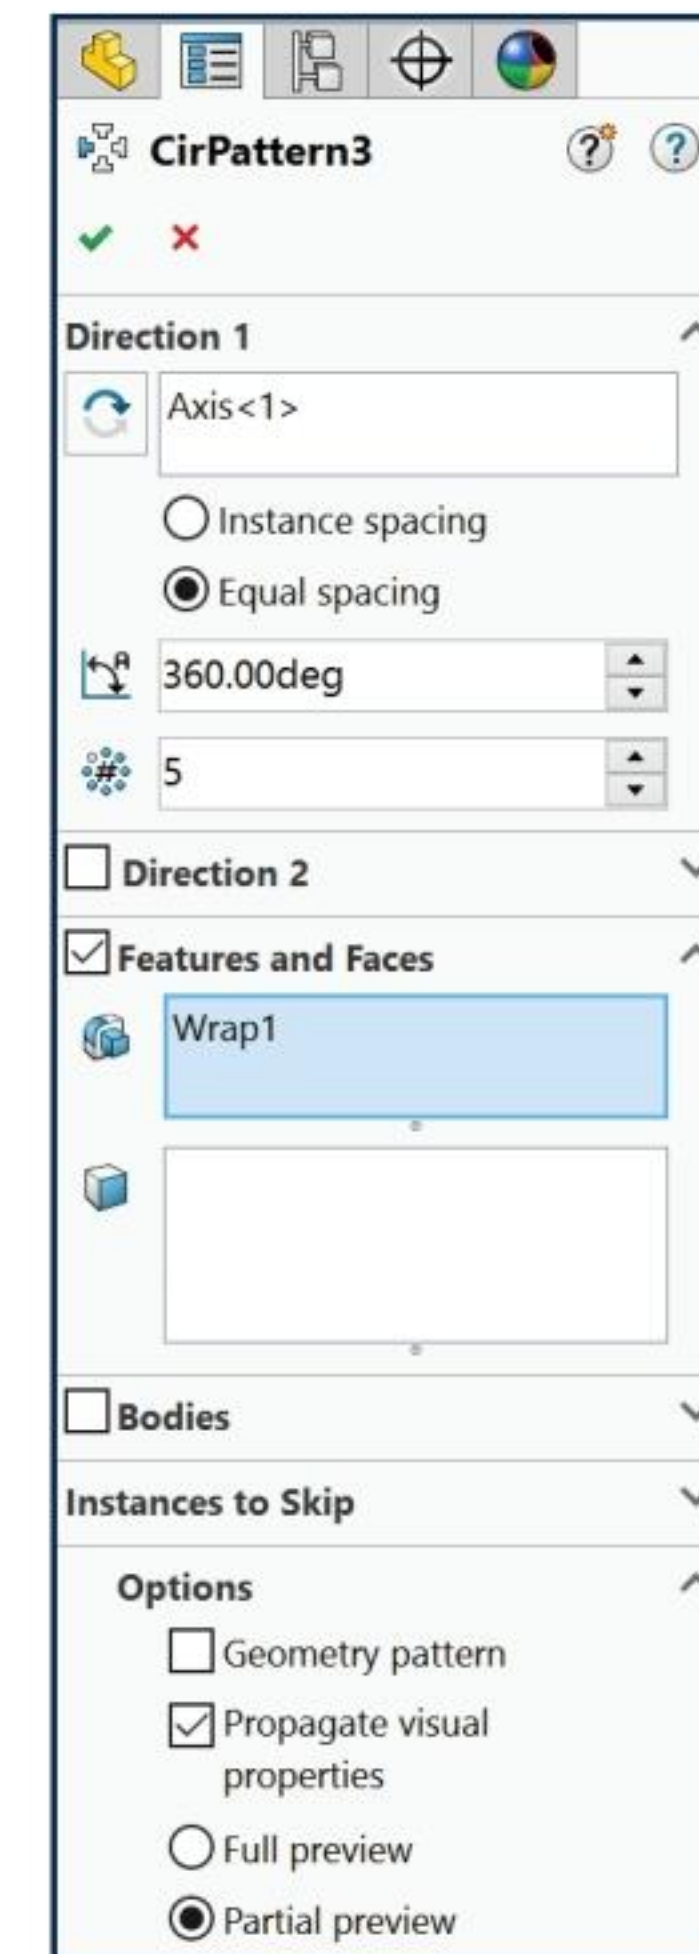 CirPattern3
Direction 1
Axis<1>
Instance spacing
Equal spacing
360.00deg
5
Direction 2
Features and Faces
Wrap1
Bodies
Instances to Skip
Options
Geometry pattern
Propagate visual
properties
Full preview
Partial preview